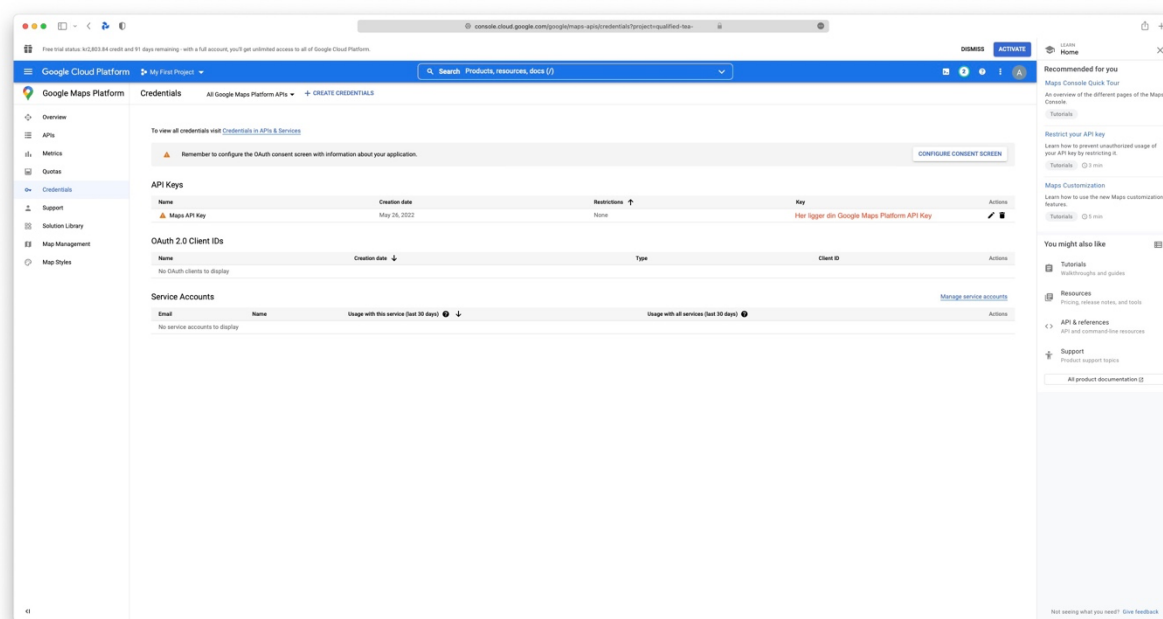 console.cloud.google.com/google/maps-apis/credentials?project=qualified-tea-
Free trial status: kr2,803.84 credit and 91 days remaining - with a full account, you'll get unlimited access to all of Google Cloud Platform.
DISMISS
ACTIVATE
Google Cloud Platform
My First Project
Search Products, resources, docs (/)
2
A
Google Maps Platform
Overview
APIs
Metrics
Quotas
Credentials
Support
Solution Library
Map Management
Map Styles
Credentials
All Google Maps Platform APIs
+ CREATE CREDENTIALS
To view all credentials visit Credentials in APIs & Services
Remember to configure the OAuth consent screen with information about your application.
CONFIGURE CONSENT SCREEN
API Keys
Name Creation date Restrictions Key Actions
Maps API Key May 26, 2022 None Her ligger din Google Maps Platform API Key
OAuth 2.0 Client IDs
Name Creation date Type Client ID Actions
No OAuth clients to display
Service Accounts
Manage service accounts
Email Name Usage with this service (last 30 days) Usage with all services (last 30 days) Actions
No service accounts to display
LEARN
Home
Recommended for you
Maps Console Quick Tour
An overview of the different pages of the Maps
Console.
Tutorials
Restrict your API key
Learn how to prevent unauthorized usage of
your API key by restricting it.
Tutorials 5 min
Maps Customization
Learn how to use the new Maps customization
features.
Tutorials 5 min
You might also like
Tutorials
Walkthroughs and guides
Resources
Pricing, release notes, and tools
API & references
API and command-line resources
Support
Product support topics
All product documentation
Not seeing what you need? Give feedback